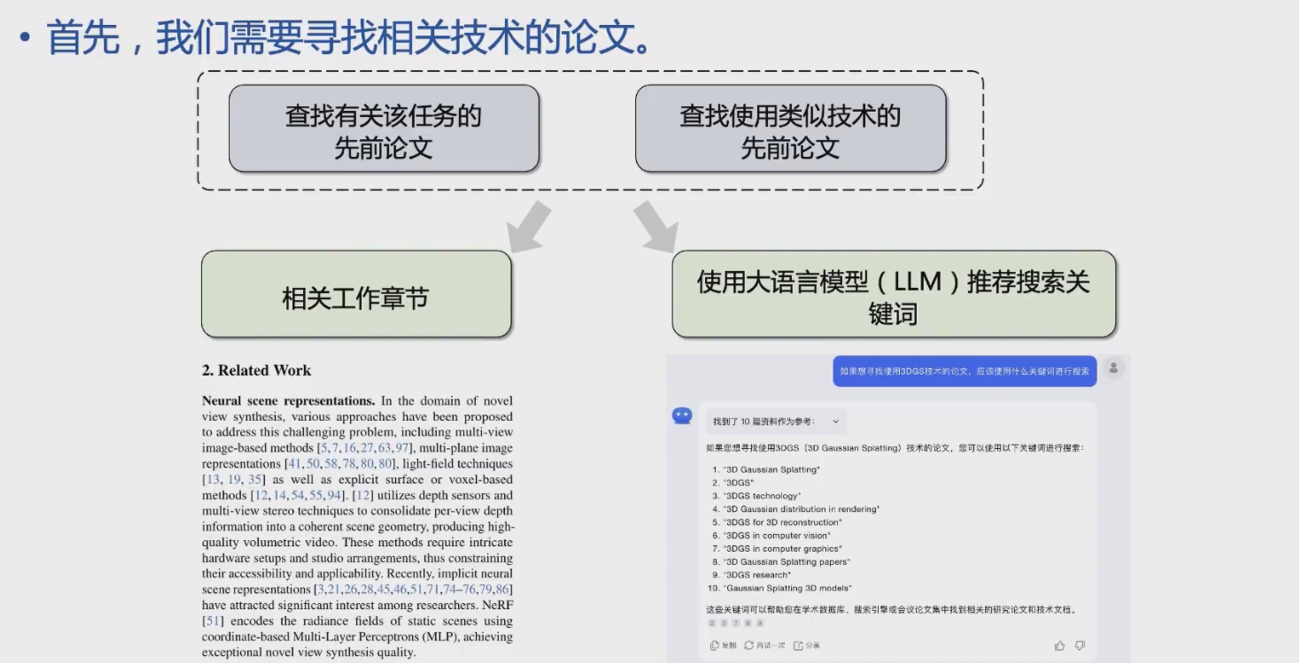 • 首先，我们需要寻找相关技术的论文。
查找有关该任务的
先前论文
查找使用类似技术的
先前论文
相关工作章节
使用大语言模型（LLM）推荐搜索关
键词
2. Related Work
Neural scene representations. In the domain of novel
view synthesis, various approaches have been proposed
to address this challenging problem, including multi-view
image-based methods [5,7,16,27,63,97], multi-plane image
representations [41,50,58,78,80,80], light-field techniques
[13, 19, 35] as well as explicit surface or voxel-based
methods [12,14,54,55,94]. [12] utilizes depth sensors and
multi-view stereo techniques to consolidate per-view depth
information into a coherent scene geometry, producing high-
quality volumetric video. These methods require intricate
hardware setups and studio arrangements, thus constraining
their accessibility and applicability. Recently, implicit neural
scene representations [3,21,26,28,45,46,51,71,74–76,79,86]
have attracted significant interest among researchers. NeRF
[51] encodes the radiance fields of static scenes using
coordinate-based Multi-Layer Perceptrons (MLP), achieving
exceptional novel view synthesis quality.
如果想寻找使用3DGS技术的论文，应该使用什么关键词进行搜索
找到了 10 篇资料作为参考：
如果您想寻找使用3DGS（3D Gaussian Splatting）技术的论文，您可以使用以下关键词进行搜索：
1. "3D Gaussian Splatting"
2. "3DGS"
3. "3DGS technology"
4. "3D Gaussian distribution in rendering"
5. "3DGS for 3D reconstruction"
6. "3DGS in computer vision"
7. "3DGS in computer graphics"
8. "3D Gaussian Splatting papers"
9. "3DGS research"
10. "Gaussian Splatting 3D models"
这些关键词可以帮助您在学术数据库、搜索引擎或会议论文集中找到相关的研究论文和技术文档。
2 3 7 8 9
复制 再试一次 分享